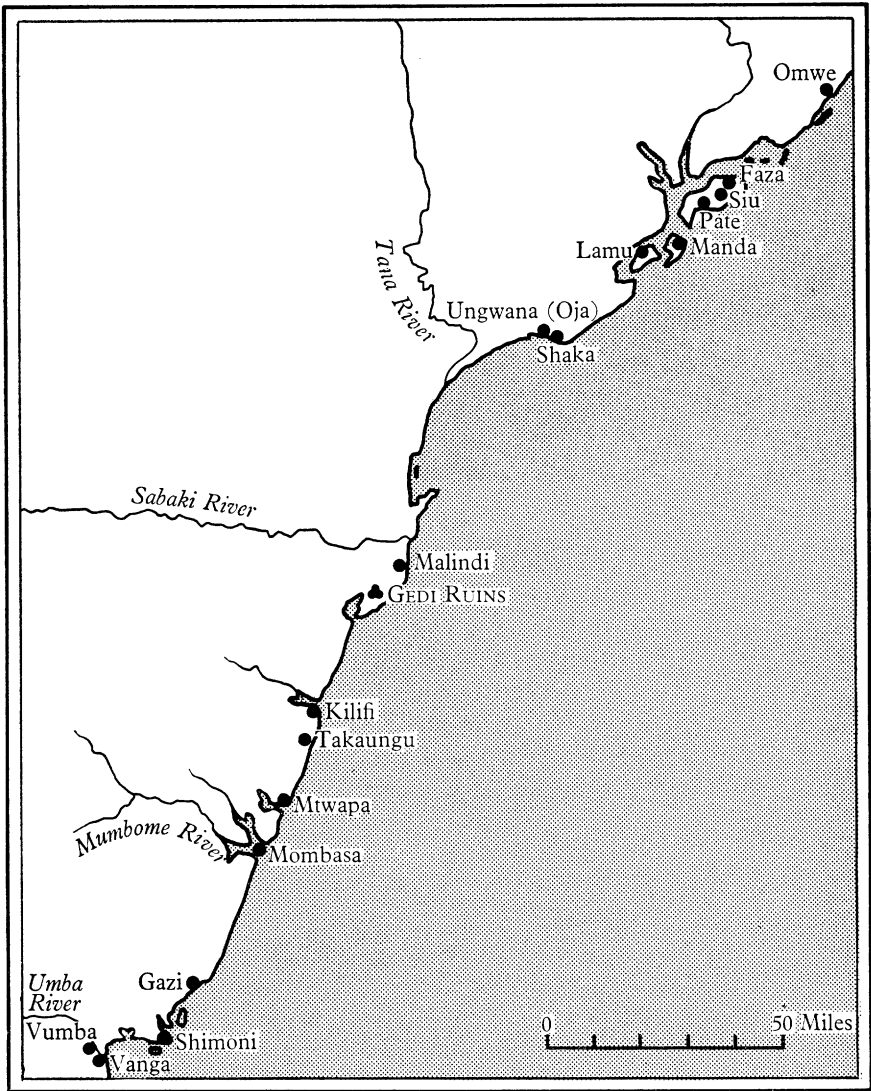 Omwe
Faza
Siu
Pate
Lamu
Manda
Tana River
Ungwana (Oja)
Shaka
Sabaki River
Malindi
GEDI RUINS
Kilifi
Takaungu
Mtwapa
Mumbome River
Mombasa
Gazi
Umba
River
Vumba
Shimoni
Vanga
0 50 Miles